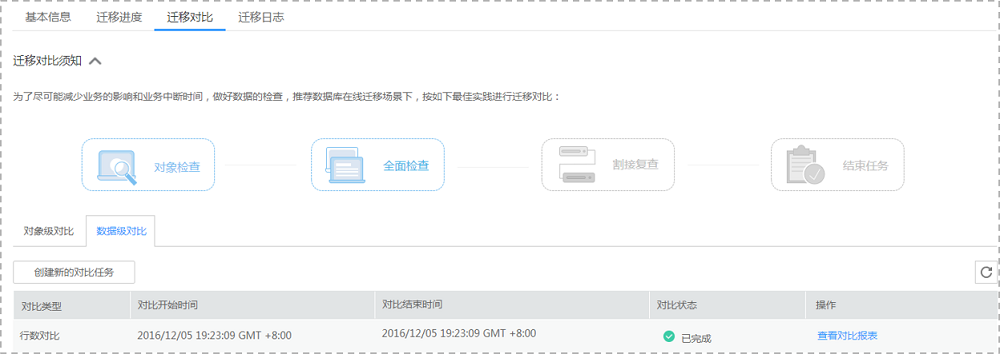 基本信息 迁移进度 迁移对比 迁移日志
迁移对比须知
为了尽可能减少业务的影响和业务中断时间，做好数据的检查，推荐数据库在线迁移场景下，按如下最佳实践进行迁移对比：
对象检查 全面检查 割接复查 结束任务
对象级对比 数据级对比
创建新的对比任务
对比类型 对比开始时间 对比结束时间 对比状态 操作
行数对比 2016/12/05 19:23:09 GMT +8:00 2016/12/05 19:23:09 GMT +8:00 已完成 查看对比报表